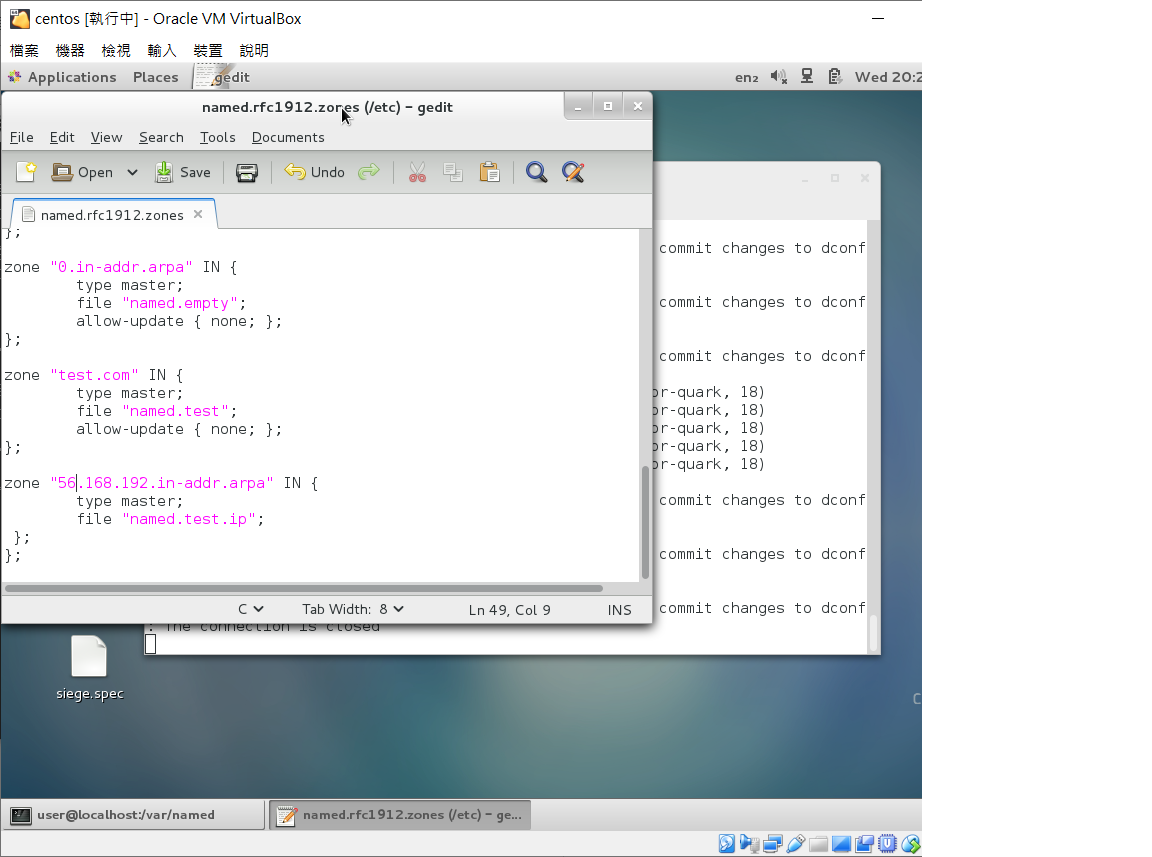 centos [執行中] - Oracle VM VirtualBox
檔案 機器 檢視 輸入 裝置 說明
Applications Places gedit en₂ Wed 20:2
named.rfc1912.zones (/etc) - gedit
File Edit View Search Tools Documents
Open Save Undo
named.rfc1912.zones
};
zone "0.in-addr.arpa" IN {
type master;
file "named.empty";
allow-update { none; };
};
zone "test.com" IN {
type master;
file "named.test";
allow-update { none; };
};
zone "56.168.192.in-addr.arpa" IN {
type master;
file "named.test.ip";
};
};
C Tab Width: 8 Ln 49, Col 9 INS
commit changes to dconf
commit changes to dconf
commit changes to dconf
or-quark, 18)
or-quark, 18)
or-quark, 18)
or-quark, 18)
or-quark, 18)
commit changes to dconf
commit changes to dconf
commit changes to dconf
: The connection is closed
siege.spec
C
user@localhost:/var/named
named.rfc1912.zones (/etc) - ge...